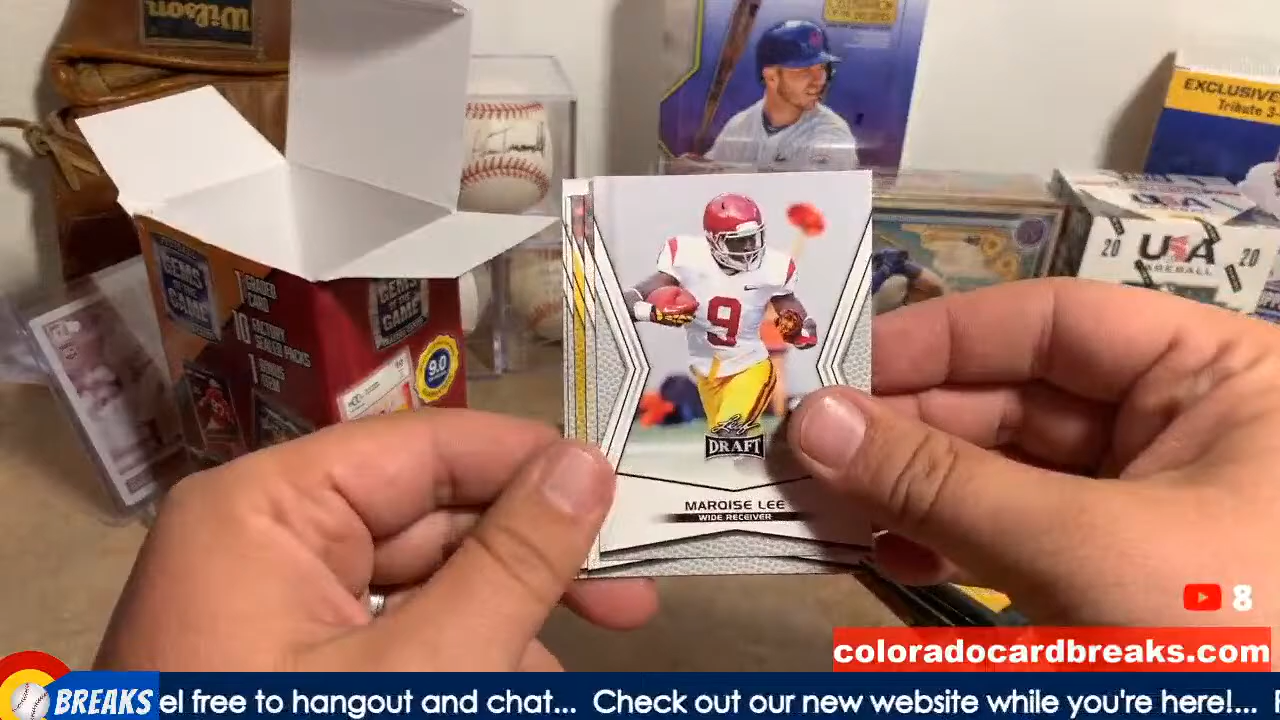 Wilson
EXCLUSIVE
Tribute 3-
USA
BASEBALL
20
20
GEMS
OF THE
GAME
1 GRADED
CARD
10 FACTORY
SEALED PACKS
1 BONUS
ITEM
GEMS
OF THE
GAME
9.0
9
Leaf
DRAFT
MARQISE LEE
WIDE RECEIVER
8
coloradocardbreaks.com
BREAKS
el free to hangout and chat... Check out our new website while you're here!...